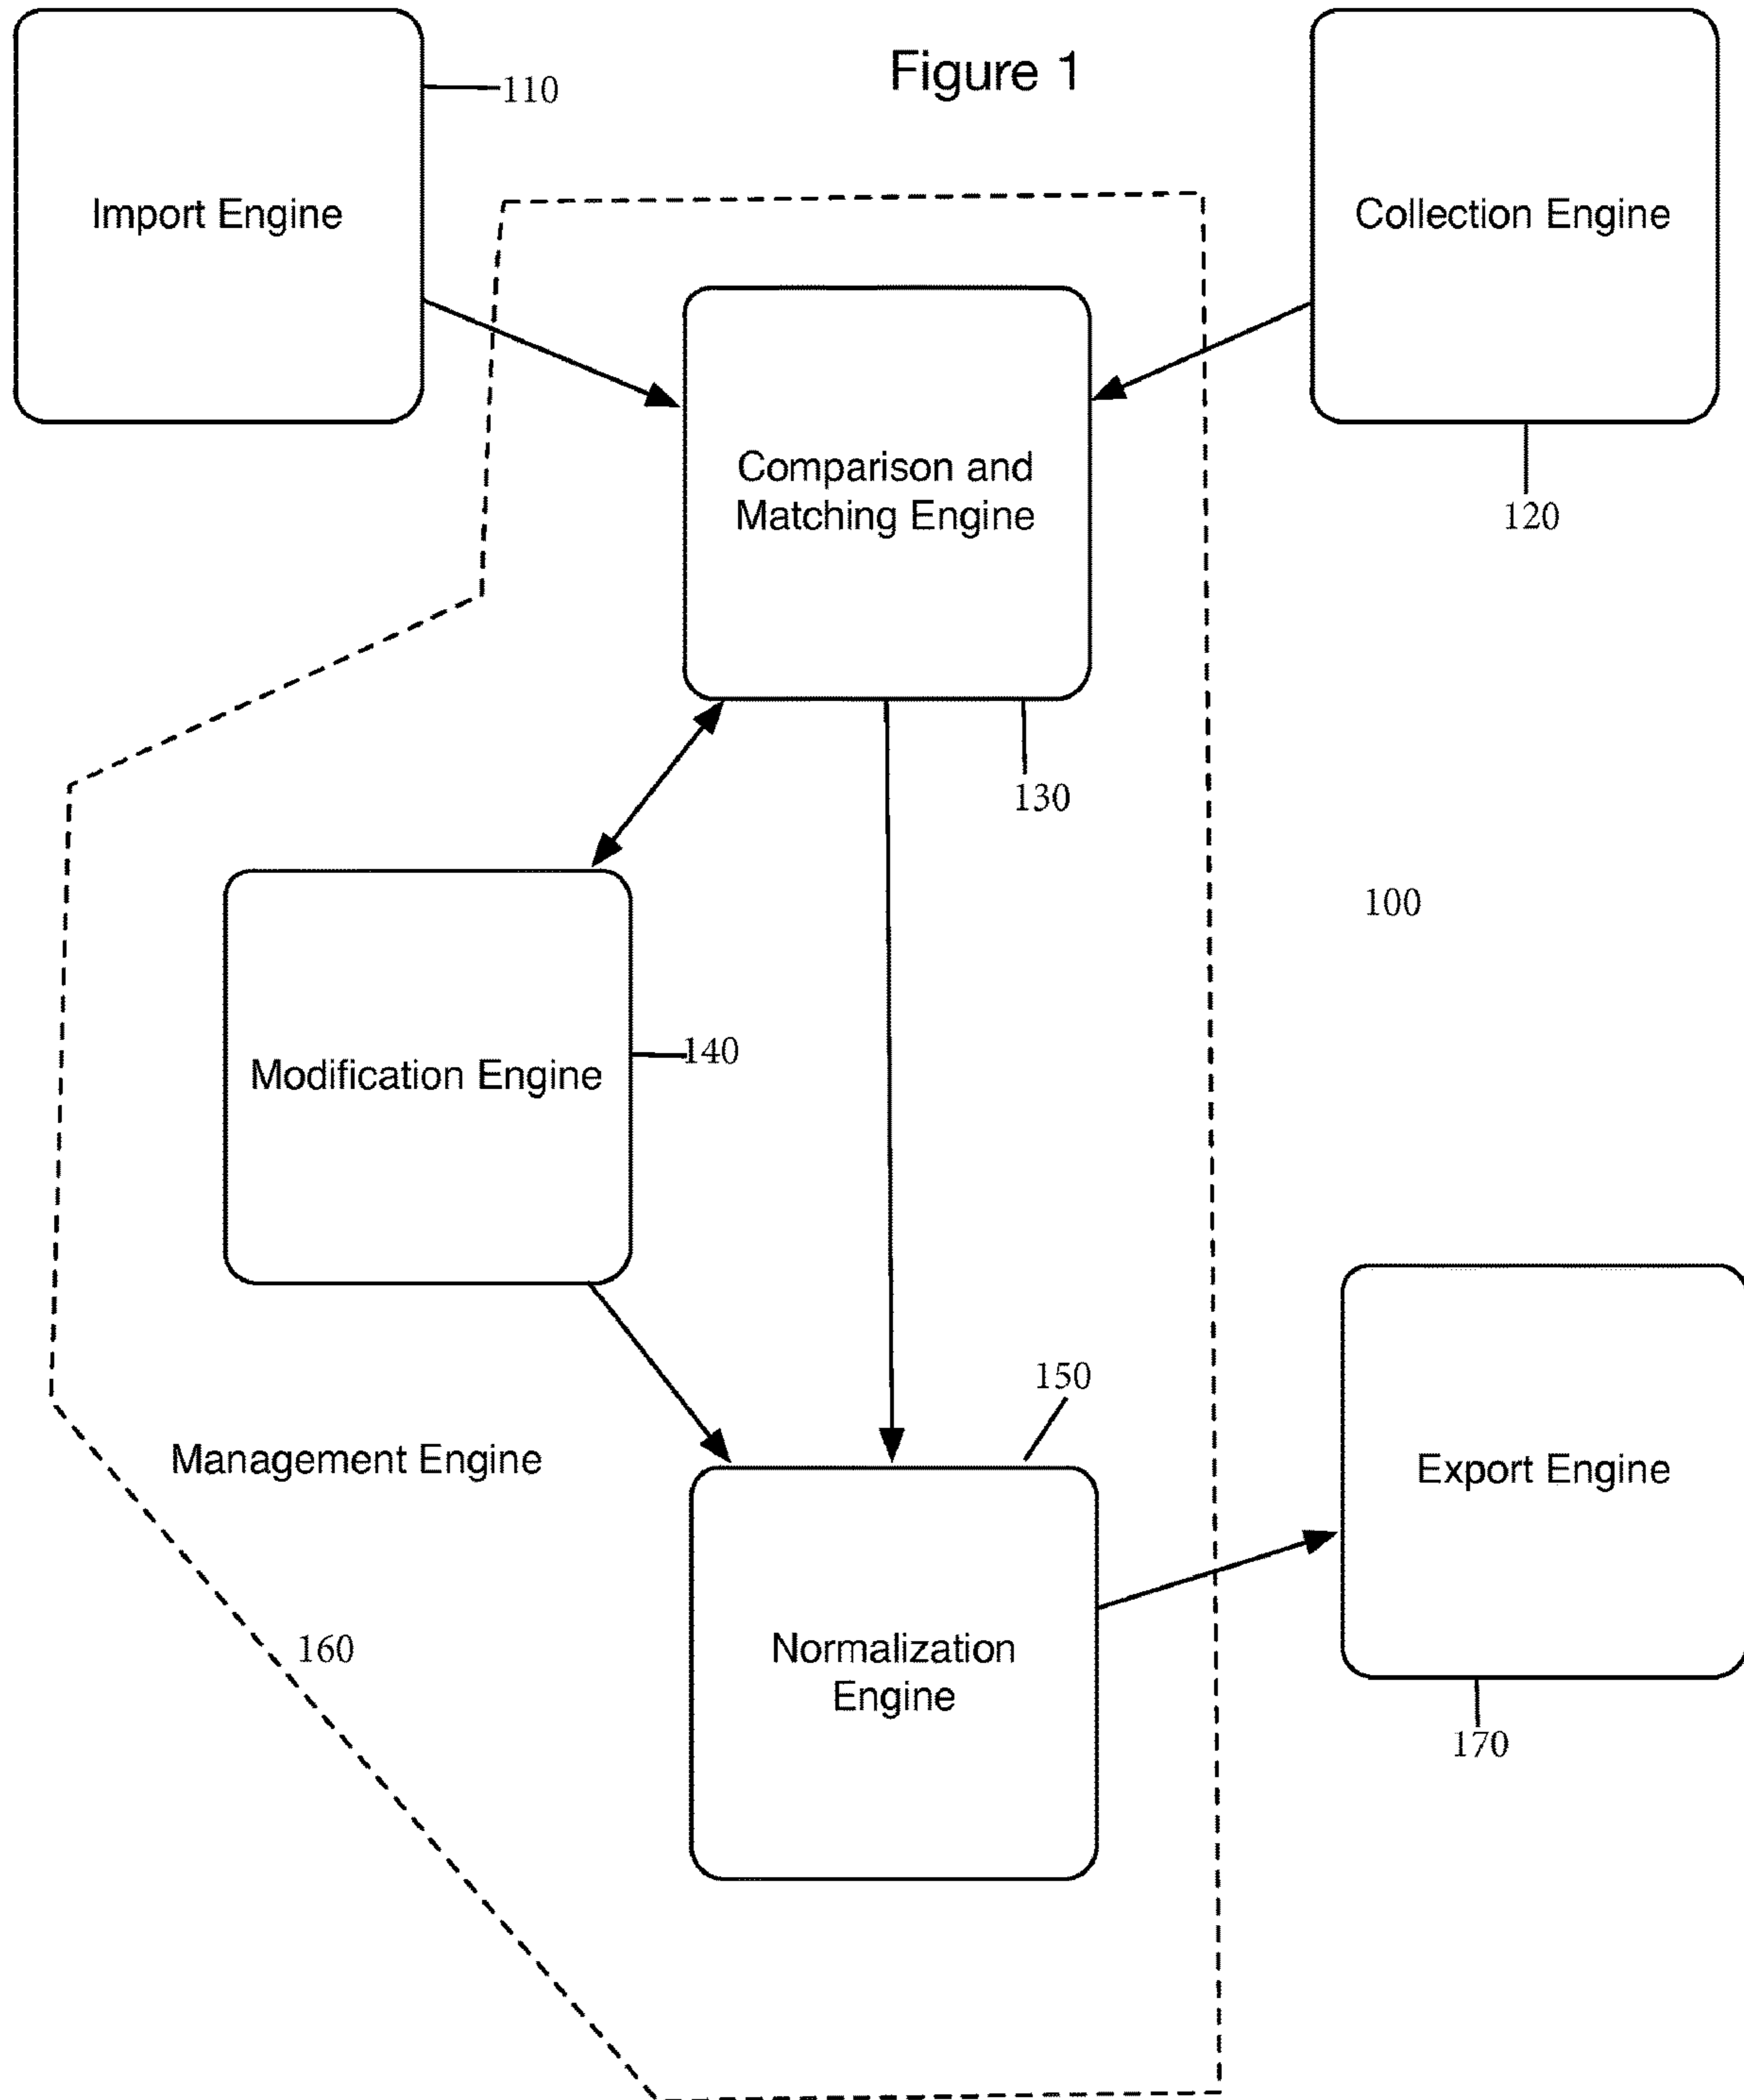 Figure 1
110
Import Engine
Collection Engine
Comparison and
Matching Engine
120
130
100
140
Modification Engine
150
Management Engine
Export Engine
160
Normalization
Engine
170